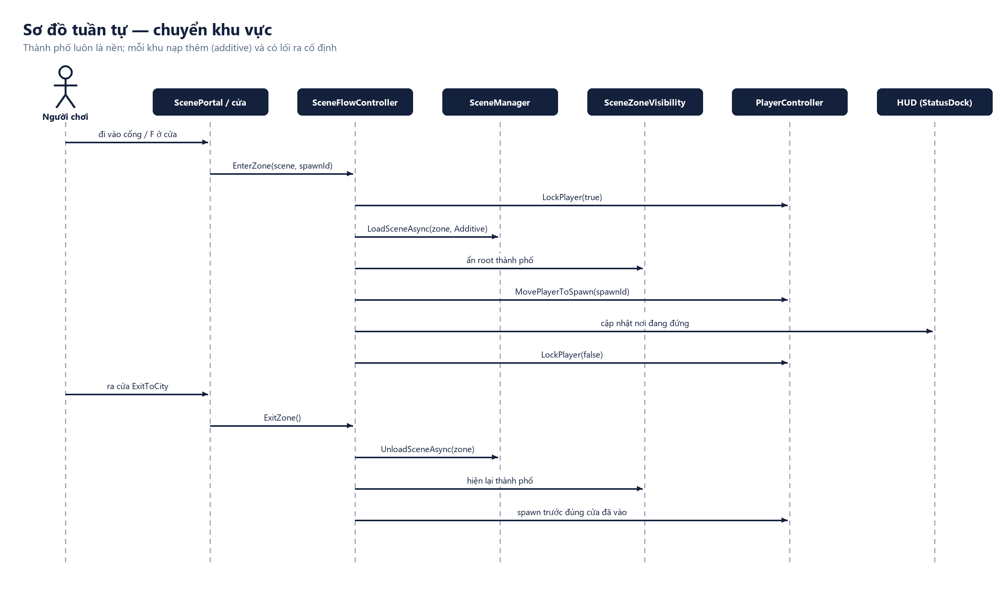 Sơ đồ tuần tự — chuyển khu vực
Thành phố luôn là nền; mỗi khu nạp thêm (additive) và có lối ra cố định
Người chơi
ScenePortal / cửa
SceneFlowController
SceneManager
SceneZoneVisibility
PlayerController
HUD (StatusDock)
đi vào cổng / F ở cửa
EnterZone(scene, spawnId)
LockPlayer(true)
LoadSceneAsync(zone, Additive)
ẩn root thành phố
MovePlayerToSpawn(spawnId)
cập nhật nơi đang đứng
LockPlayer(false)
ra cửa ExitToCity
ExitZone()
UnloadSceneAsync(zone)
hiện lại thành phố
spawn trước đúng cửa đã vào